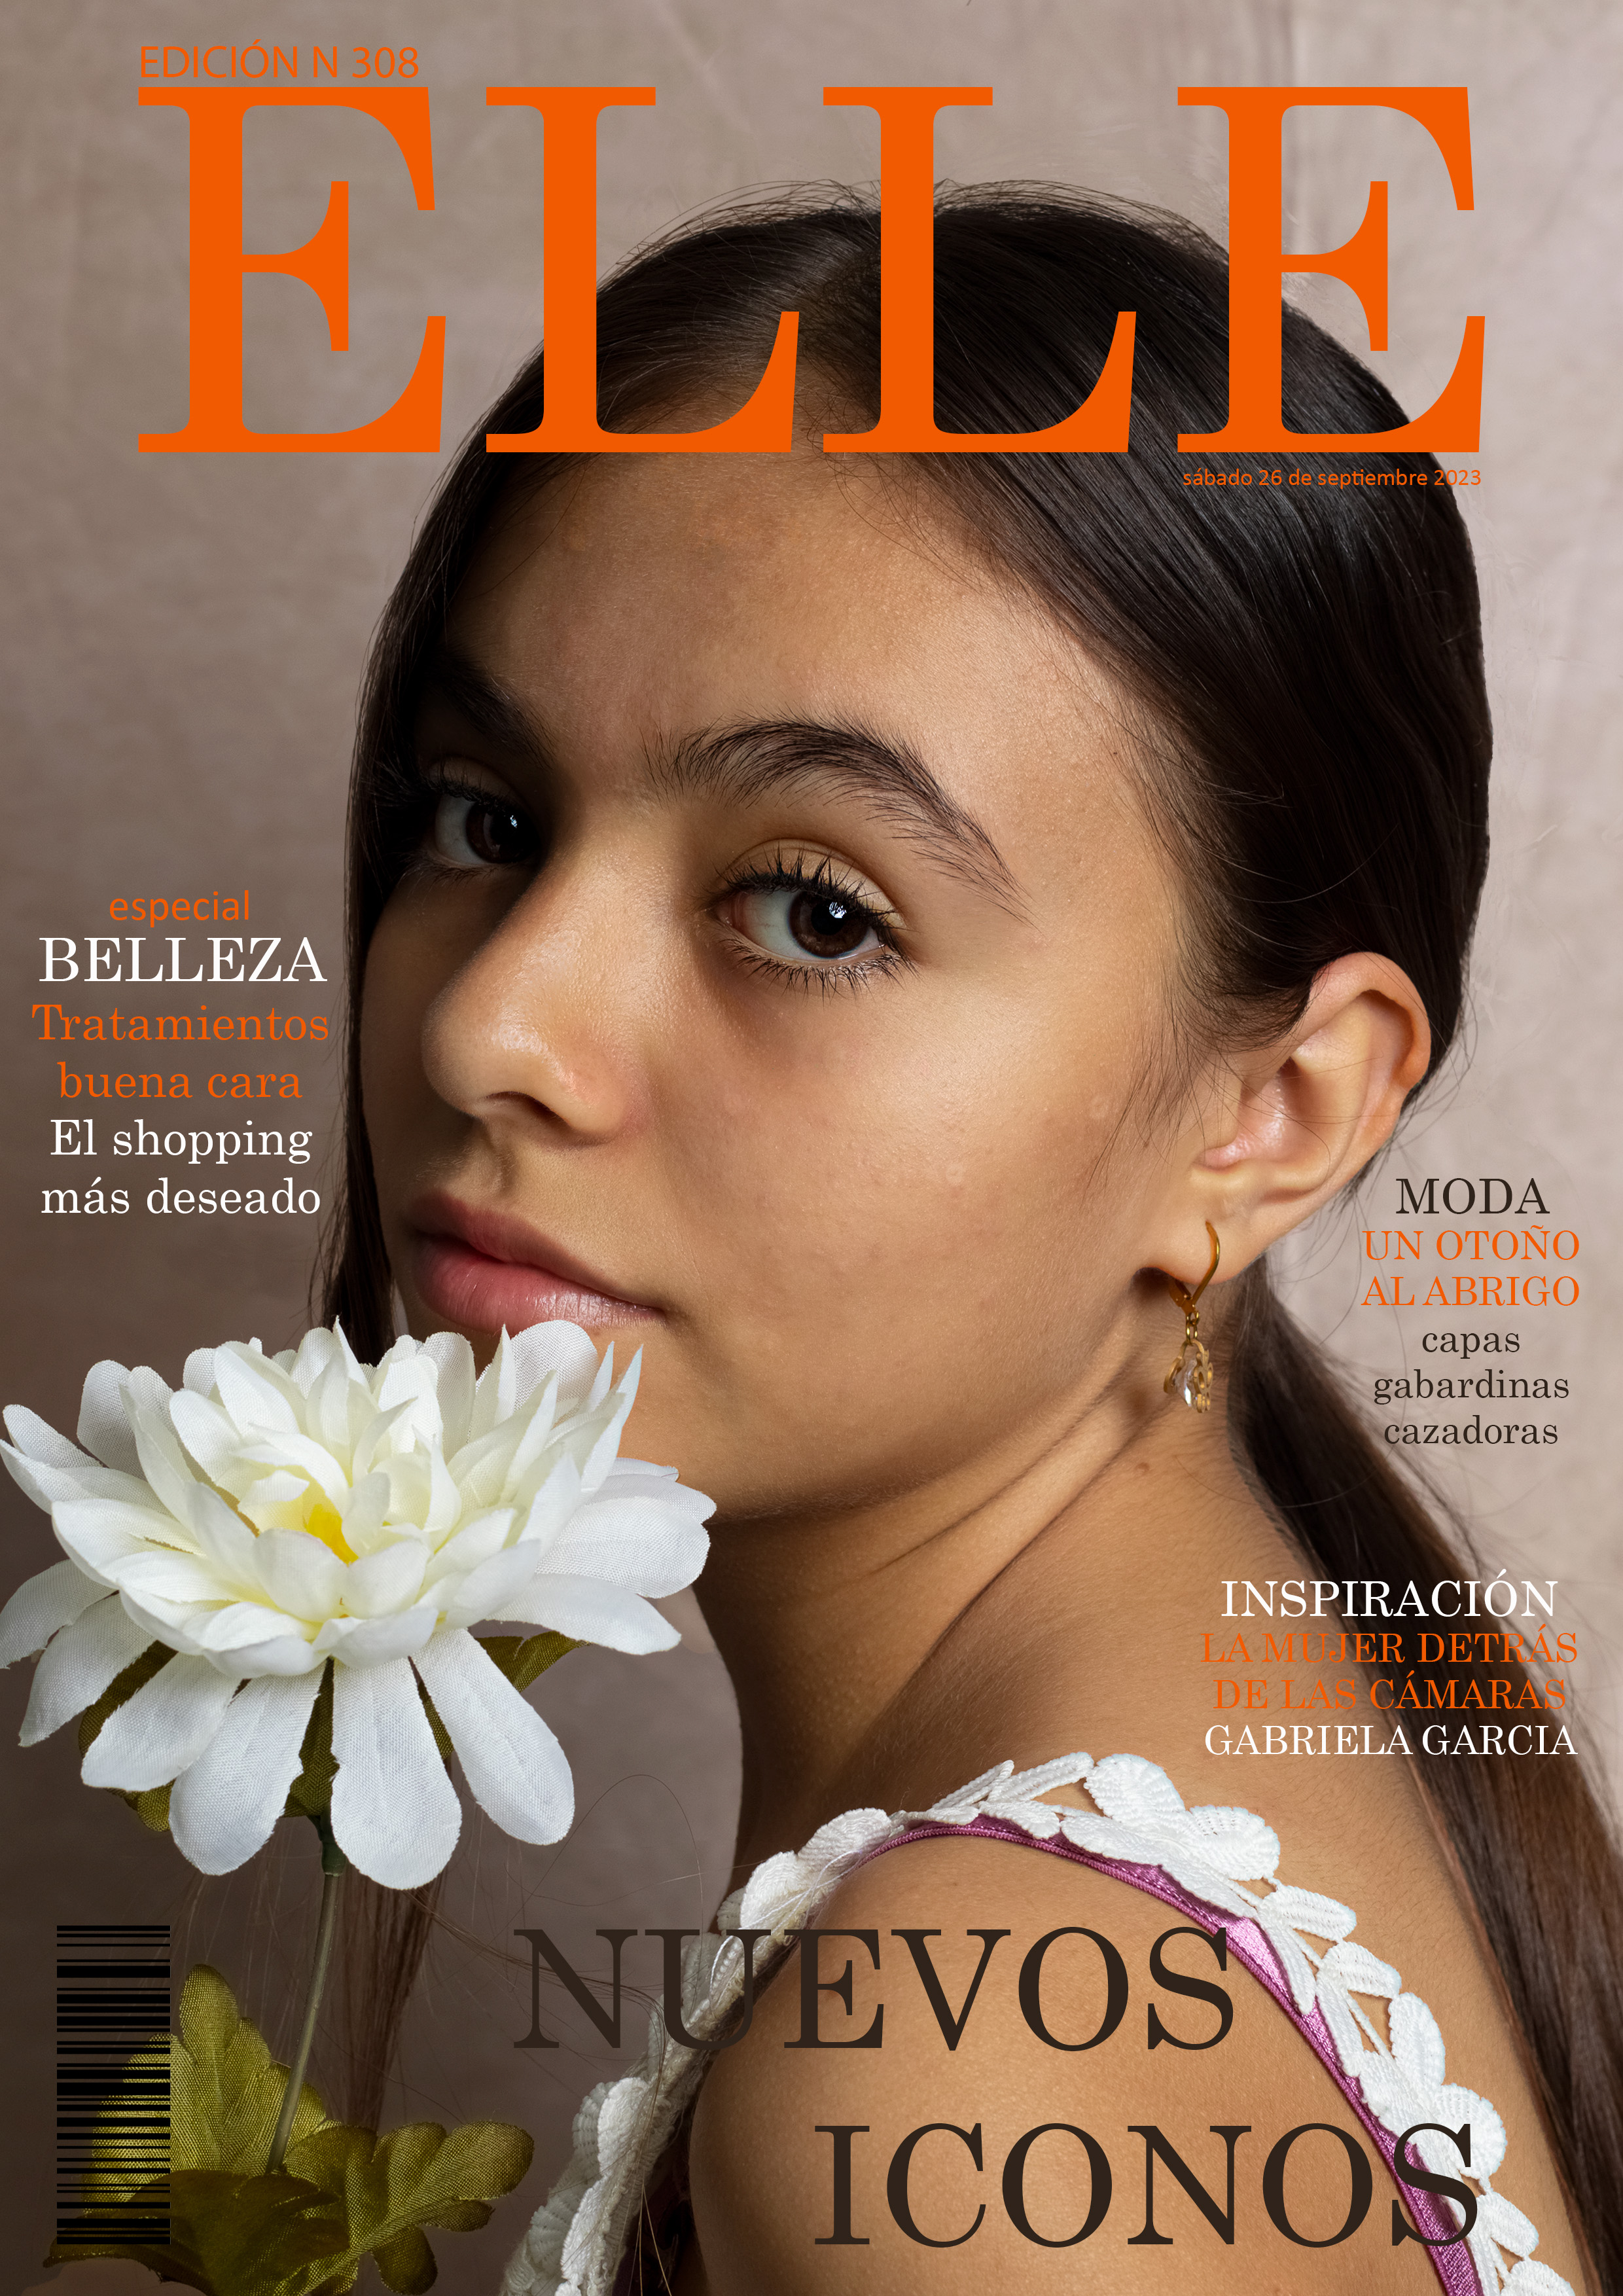 EDICIÓN N 308
ELLE
sábado 26 de septiembre 2023
especial
BELLEZA
Tratamientos
buena cara
El shopping
más deseado
MODA
UN OTOÑO
AL ABRIGO
capas
gabardinas
cazadoras
INSPIRACIÓN
LA MUJER DETRÁS
DE LAS CÁMARAS
GABRIELA GARCIA
NUEVOS
ICONOS